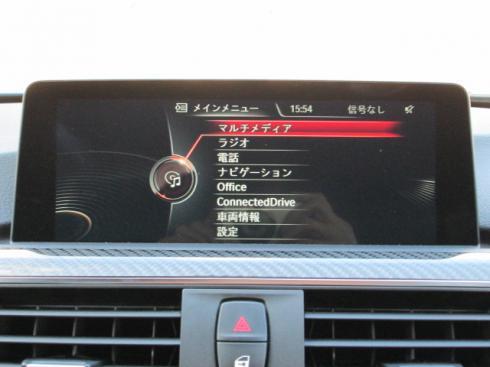 メインメニュー 15:54 信号なし
マルチメディア
ラジオ
電話
ナビゲーション
Office
ConnectedDrive
車両情報
設定